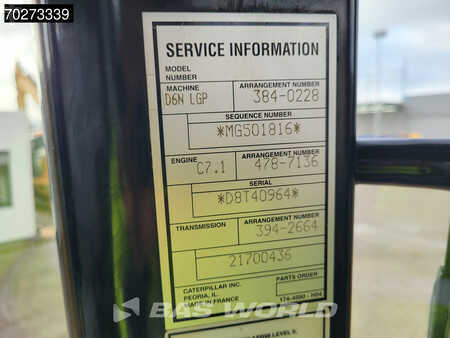 70273339
SERVICE INFORMATION
MODEL
NUMBER
MACHINE ARRANGEMENT NUMBER
D6N LGP 384-0228
SEQUENCE NUMBER
*MG501816*
ENGINE ARRANGEMENT NUMBER
C7.1 478-7136
SERIAL
*D8T40964*
TRANSMISSION ARRANGEMENT NUMBER
394-2664
21700436
CATERPILLAR INC.
PEORIA, IL
MADE IN FRANCE
PARTS ORDER
BAS WORLD
LEVEL